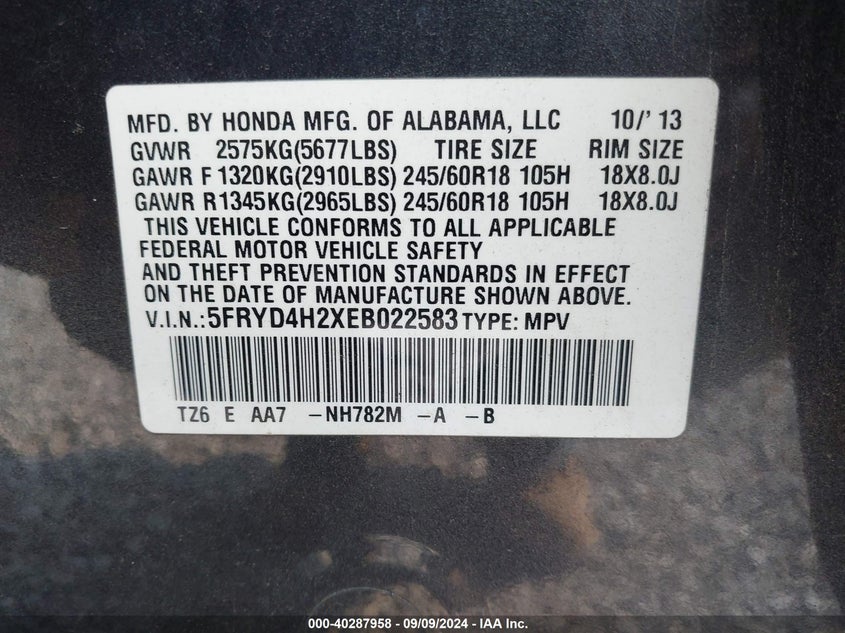 MFD. BY HONDA MFG. OF ALABAMA, LLC 10/'13
GVWR 2575KG(5677LBS) TIRE SIZE RIM SIZE
GAWR F 1320KG(2910LBS) 245/60R18 105H 18X8.0J
GAWR R 1345KG(2965LBS) 245/60R18 105H 18X8.0J
THIS VEHICLE CONFORMS TO ALL APPLICABLE
FEDERAL MOTOR VEHICLE SAFETY
AND THEFT PREVENTION STANDARDS IN EFFECT
ON THE DATE OF MANUFACTURE SHOWN ABOVE.
V.I.N.:5FRYD4H2XEB022583 TYPE: MPV
TZ6 E AA7 -NH782M -A -B
000-40287958 - 09/09/2024 - IAA Inc.